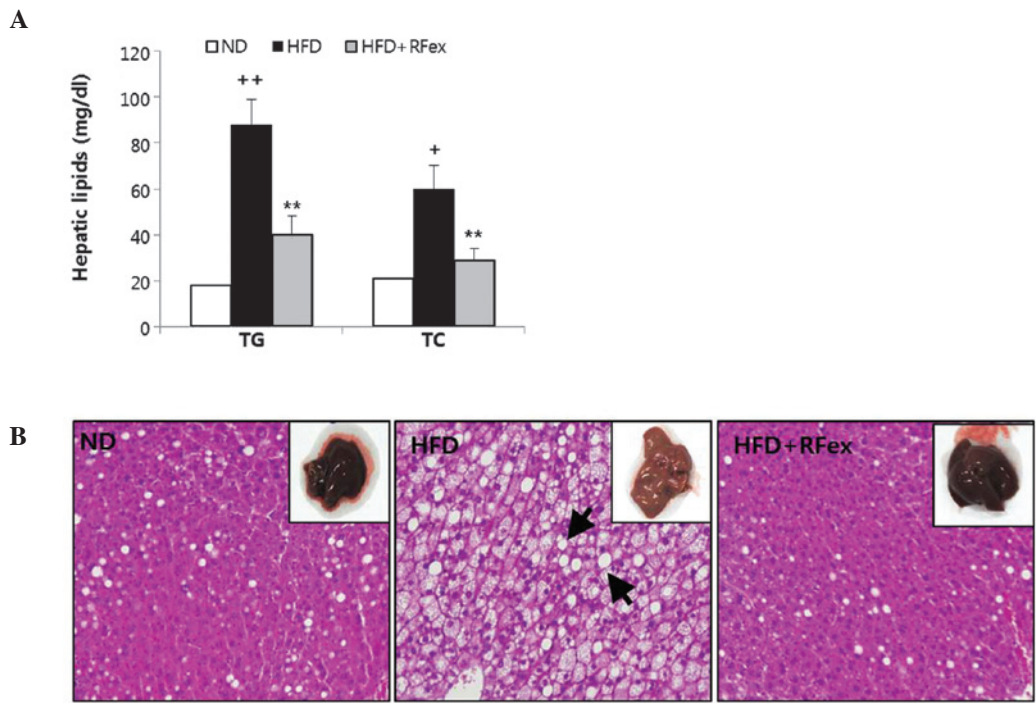 A
ND HFD HFD+RFex
Hepatic lipids (mg/dl)
120
100
80
60
40
20
0
++
**
+
**
TG TC
B
ND HFD HFD+RFex